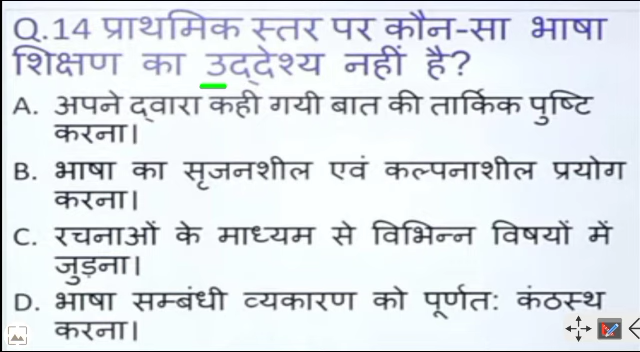 Q.14 प्राथमिक स्तर पर कौन-सा भाषा
शिक्षण का उद्देश्य नहीं है?
A. अपने द्वारा कही गयी बात की तार्किक पुष्टि
करना।
B. भाषा का सृजनशील एवं कल्पनाशील प्रयोग
करना।
C. रचनाओं के माध्यम से विभिन्न विषयों में
जुड़ना।
D. भाषा सम्बंधी व्यकारण को पूर्णत: कंठस्थ
करना।